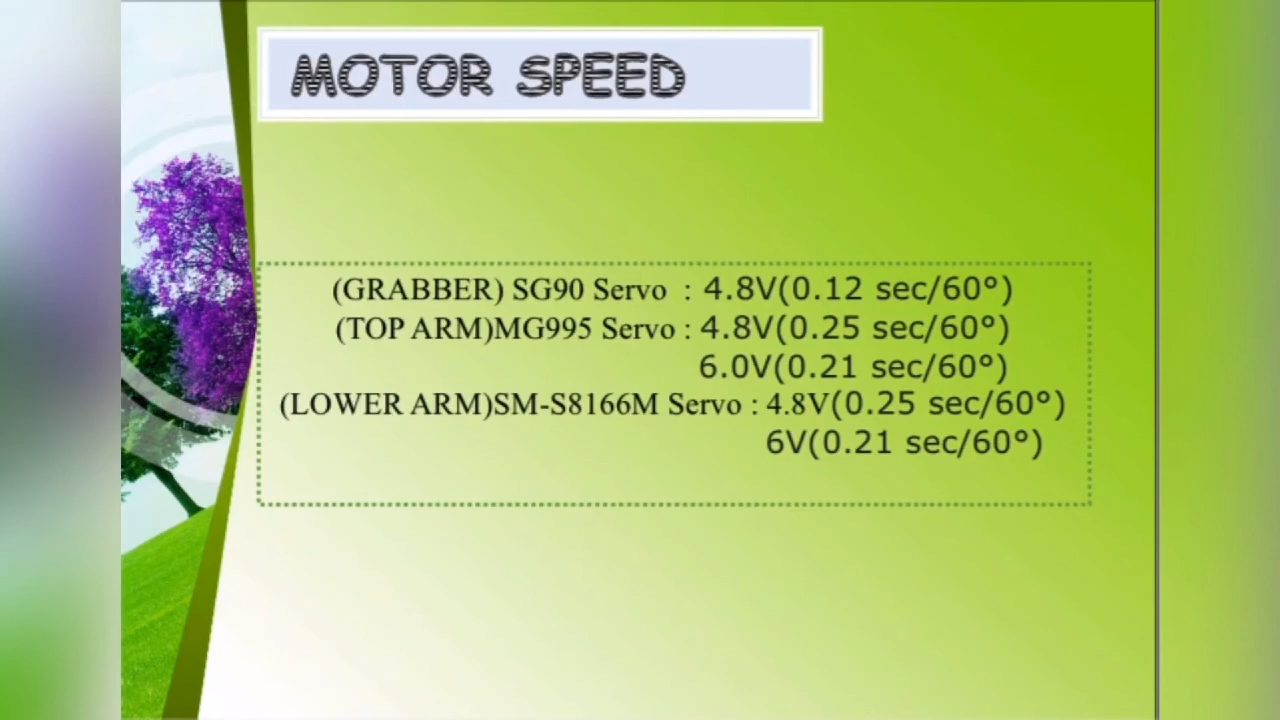 MOTOR SPEED
(GRABBER) SG90 Servo : 4.8V(0.12 sec/60°)
(TOP ARM)MG995 Servo : 4.8V(0.25 sec/60°)
6.0V(0.21 sec/60°)
(LOWER ARM)SM-S8166M Servo : 4.8V(0.25 sec/60°)
6V(0.21 sec/60°)